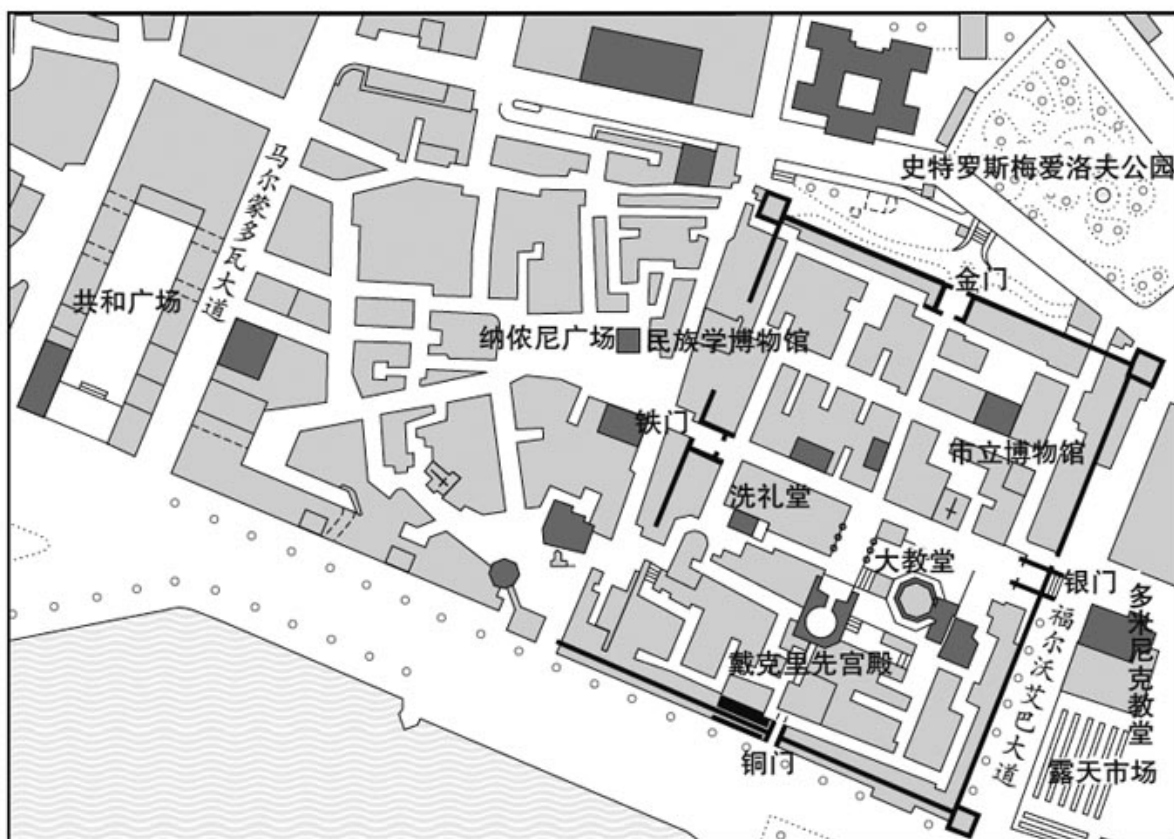 史特罗斯梅爱洛夫公园
马尔蒙多瓦大道
金门
共和广场
纳侬尼广场
民族学博物馆
铁门
市立博物馆
洗礼堂
大教堂
银门
多米尼克教堂
福尔沃艾巴大道
戴克里先宫殿
铜门
露天市场